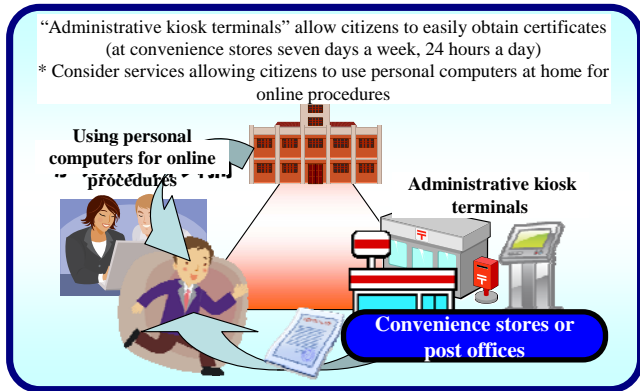 “Administrative kiosk terminals” allow citizens to easily obtain certificates
(at convenience stores seven days a week, 24 hours a day)
* Consider services allowing citizens to use personal computers at home for
online procedures
Using personal
computers for online
procedures
Administrative kiosk
terminals
〒
〒
Convenience stores or
post offices